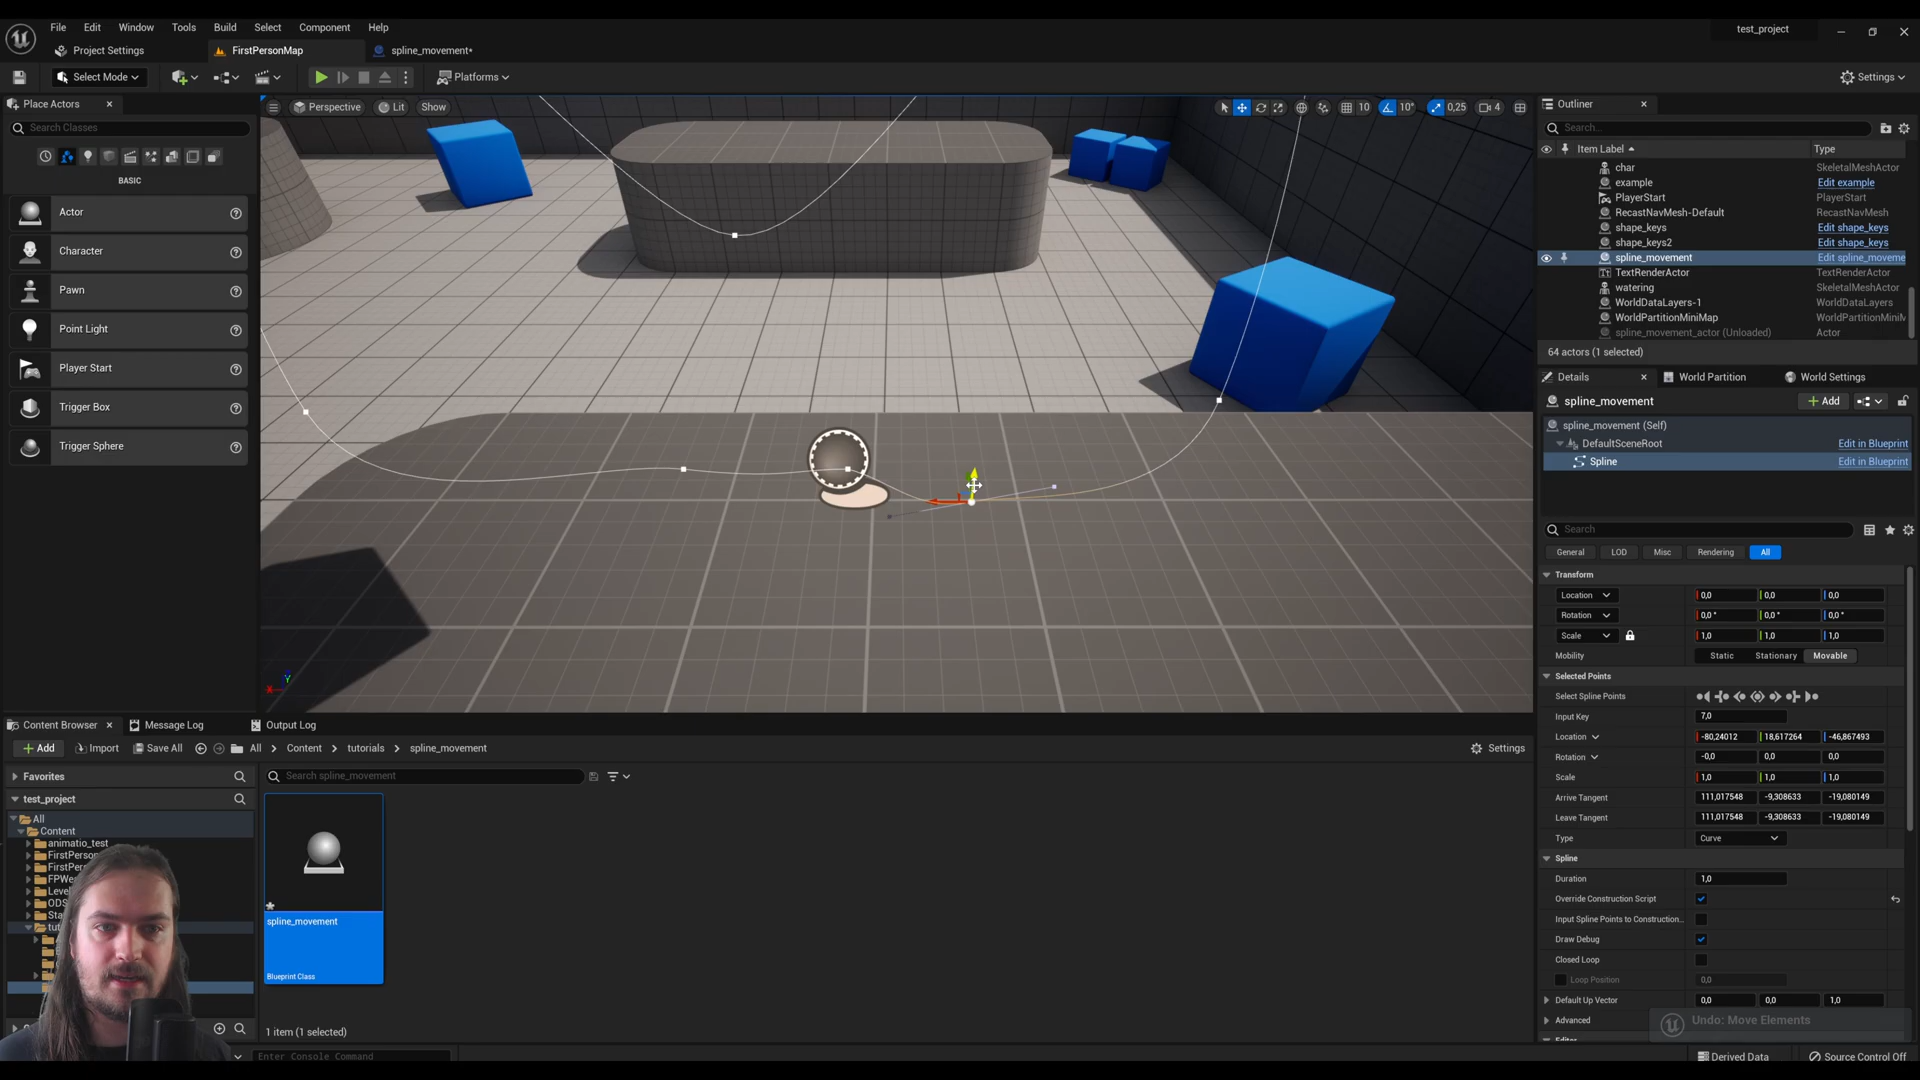 File Edit Window Tools Build Select Component Help
test_project
Project Settings FirstPersonMap spline_movement*
Select Mode Platforms Settings
Place Actors
Search Classes
BASIC
Actor
Character
Pawn
Point Light
Player Start
Trigger Box
Trigger Sphere
Perspective Lit Show
10 10° 0,25 4
X Y
Outliner
Search...
Item Label Type
char SkeletalMeshActor
example Edit example
PlayerStart PlayerStart
RecastNavMesh-Default RecastNavMesh
shape_keys Edit shape_keys
shape_keys2 Edit shape_keys
spline_movement Edit spline_moveme
TextRenderActor TextRenderActor
watering SkeletalMeshActor
WorldDataLayers-1 WorldDataLayers
WorldPartitionMiniMap WorldPartitionMiniM
spline_movement_actor (Unloaded) Actor
64 actors (1 selected)
Details World Partition World Settings
spline_movement + Add
spline_movement (Self)
DefaultSceneRoot Edit in Blueprint
Spline Edit in Blueprint
Search
General LOD Misc Rendering All
Transform
Location 0,0 0,0 0,0
Rotation 0,0 ° 0,0 ° 0,0 °
Scale 1,0 1,0 1,0
Mobility Static Stationary Movable
Selected Points
Select Spline Points
Input Key 7,0
Location -80,24012 18,617264 -46,867493
Rotation -0,0 0,0 0,0
Scale 1,0 1,0 1,0
Arrive Tangent 111,017548 -9,308633 -19,080149
Leave Tangent 111,017548 -9,308633 -19,080149
Type Curve
Spline
Duration 1,0
Override Construction Script
Input Spline Points to Construction...
Draw Debug
Closed Loop
Loop Position 0,0
Default Up Vector 0,0 0,0 1,0
Advanced
Undo: Move Elements
Content Browser Message Log Output Log
+ Add Import Save All All > Content > tutorials > spline_movement Settings
Favorites
Search spline_movement
test_project
All
Content
animatio_test
FirstPerson
FirstPers
FPWe
Level
ODS
Sta
tu
spline_movement
Blueprint Class
1 item (1 selected)
Enter Console Command
Derived Data Source Control Off